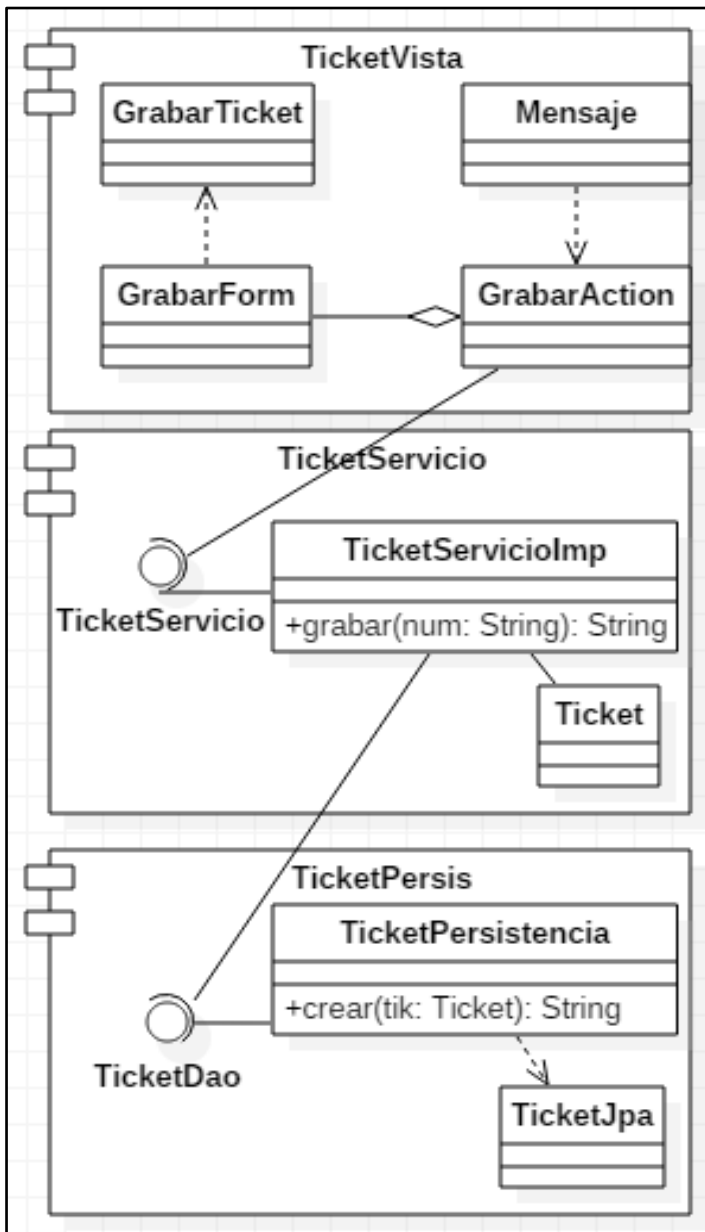 TicketVista
GrabarTicket
Mensaje
GrabarForm
GrabarAction
TicketServicio
TicketServicioImp
TicketServicio
+grabar(num: String): String
Ticket
TicketPersis
TicketPersistencia
+crear(tik: Ticket): String
TicketDao
TicketJpa